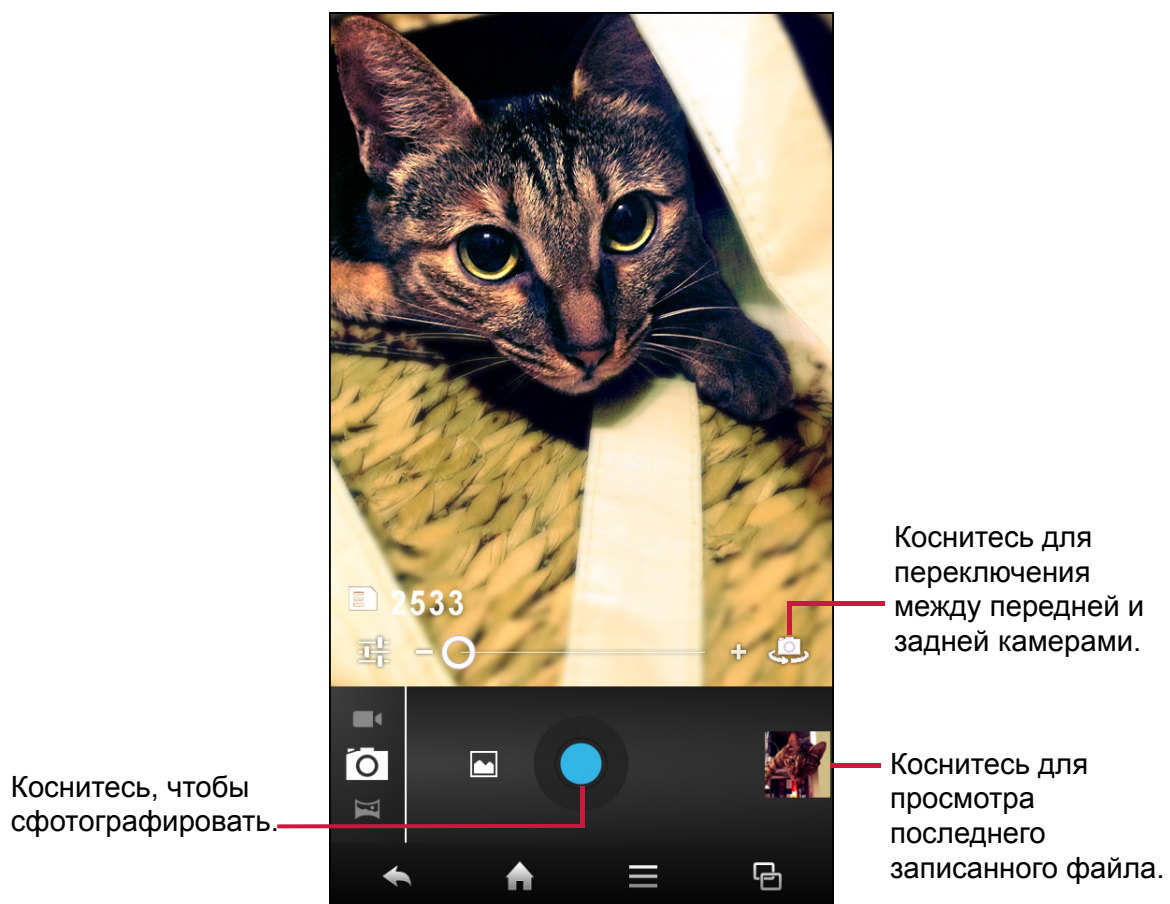 Коснитесь для
переключения
между передней и
задней камерами.
2533
Коснитесь, чтобы
сфотографировать.
Коснитесь для
просмотра
последнего
записанного файла.